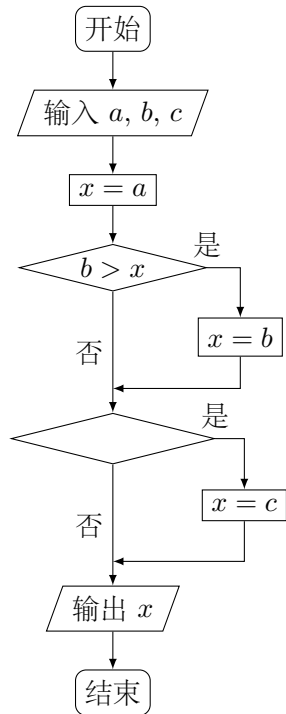 开始
输入 a, b, c
x = a
b > x
是
x = b
否
是
x = c
否
输出 x
结束